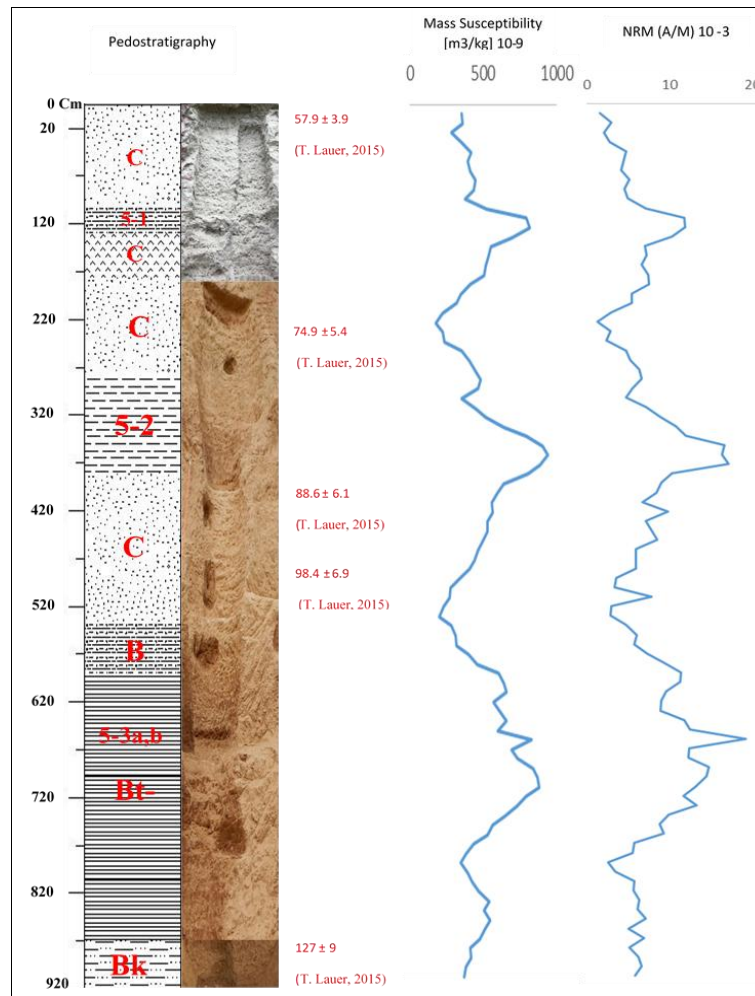 Pedostratigraphy
Mass Susceptibility
[m3/kg] 10-9
NRM (A/M) 10 -3
0 500 1000
0 10 20
0 Cm
20
120
220
320
420
520
620
720
820
920
C
5-1
C
C
5-2
C
B
5-3a,b
Bt-
Bk
57.9 ± 3.9
(T. Lauer, 2015)
74.9 ± 5.4
(T. Lauer, 2015)
88.6 ± 6.1
(T. Lauer, 2015)
98.4 ± 6.9
(T. Lauer, 2015)
127 ± 9
(T. Lauer, 2015)